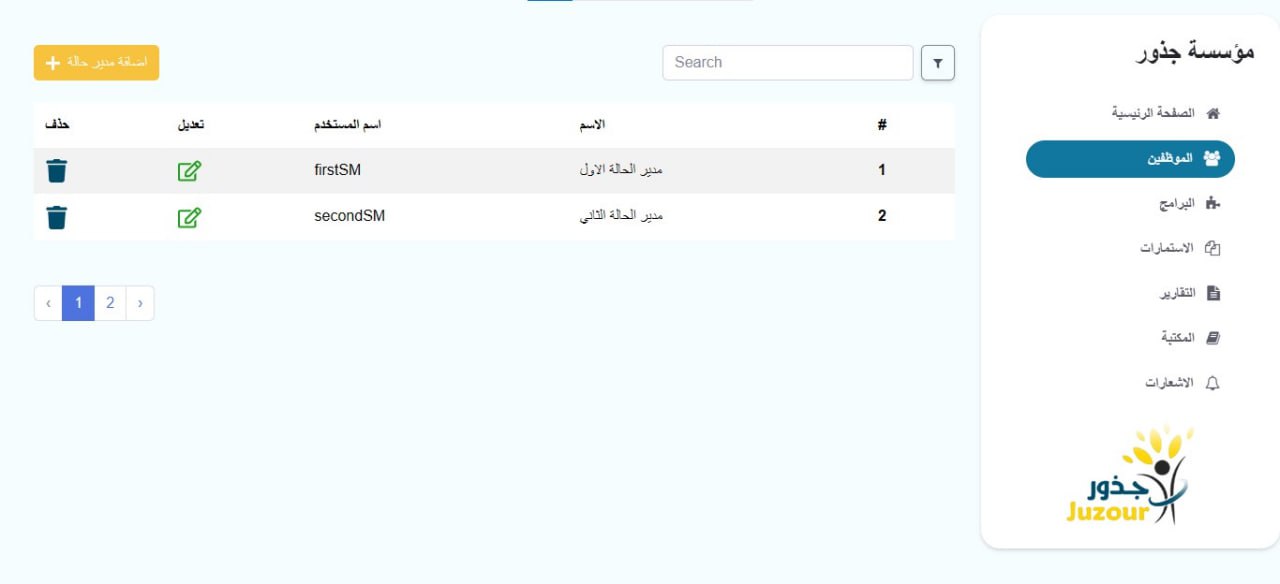 مؤسسة جذور
الصفحة الرئيسية
الموظفين
البرامج
الاستمارات
التقارير
المكتبة
الاشعارات
جذور
Juzour
Search
اضافة مدير حالة
# الاسم اسم المستخدم تعديل حذف
1 مدير الحالة الاول firstSM
2 مدير الحالة الثاني secondSM
‹ 1 2 ›